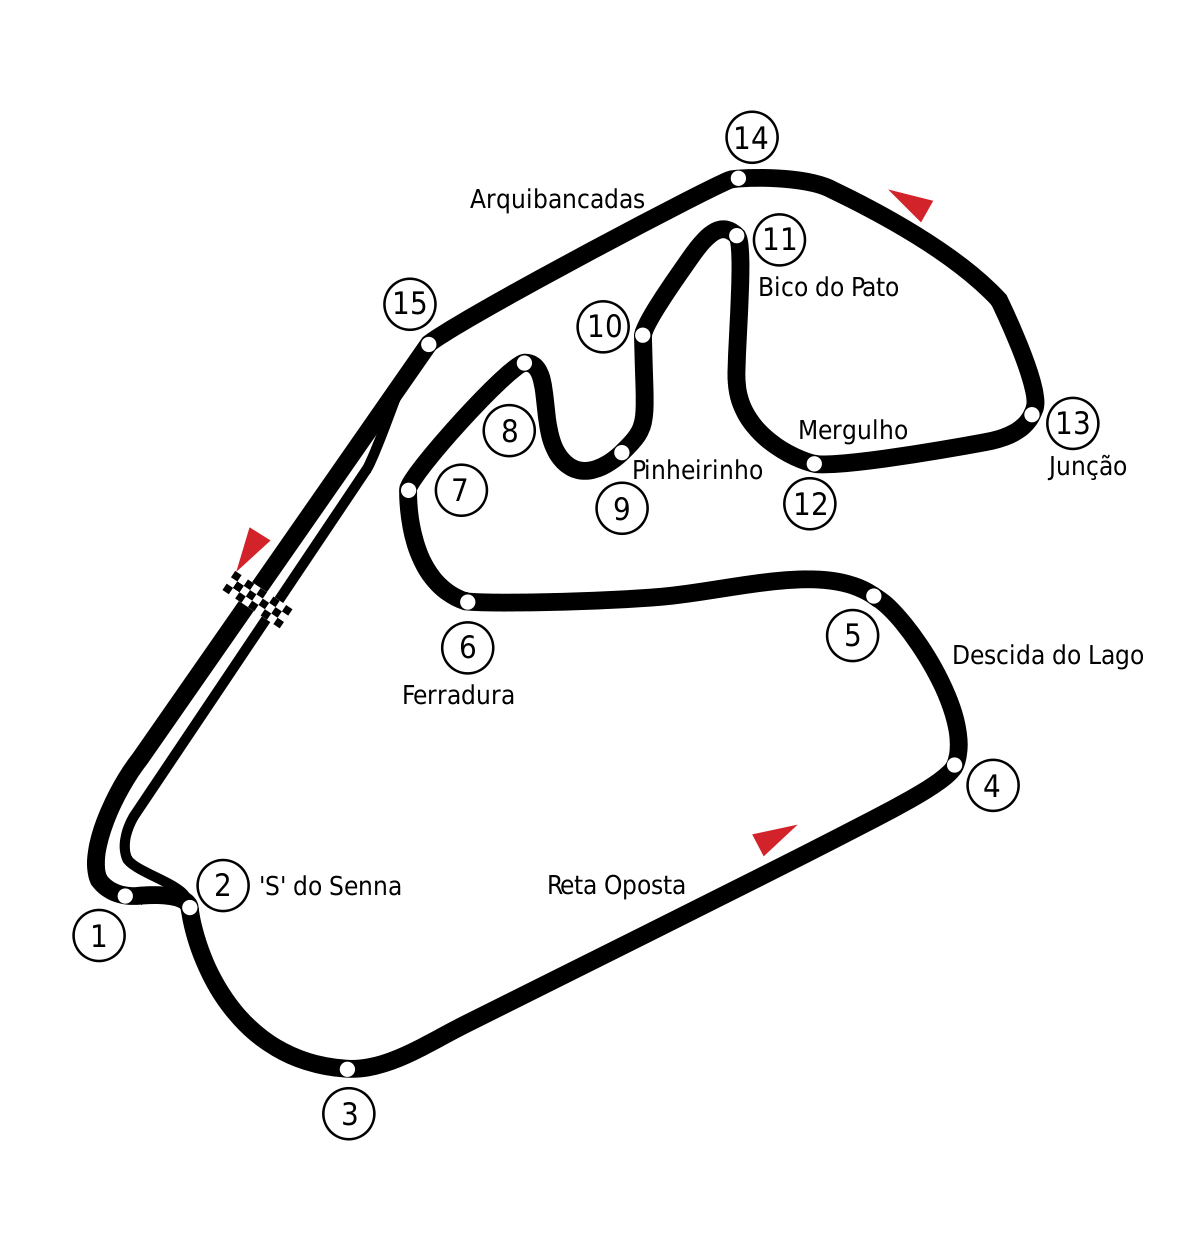 14
Arquibancadas
11
Bico do Pato
15
10
8
Mergulho
13
Junção
Pinheirinho
7
9
12
5
6
Descida do Lago
Ferradura
4
2
'S' do Senna
Reta Oposta
1
3